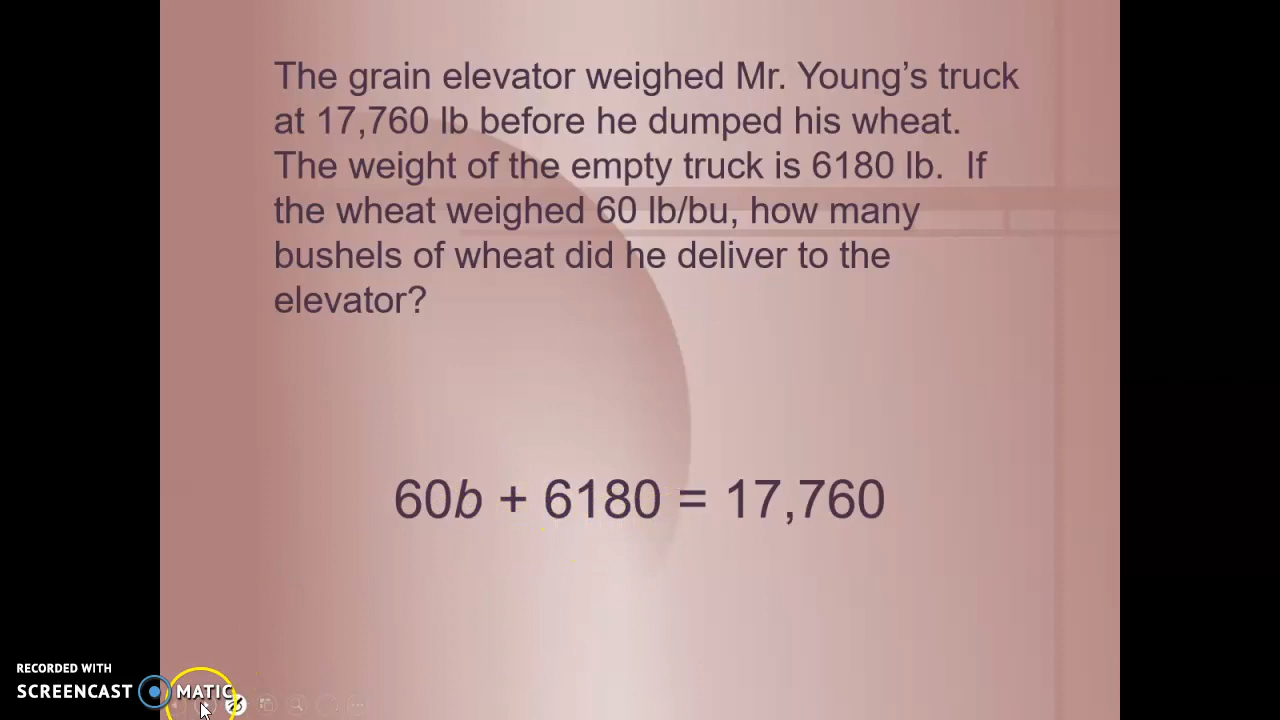 The grain elevator weighed Mr. Young’s truck
at 17,760 lb before he dumped his wheat.
The weight of the empty truck is 6180 lb.  If
the wheat weighed 60 lb/bu, how many
bushels of wheat did he deliver to the
elevator?
60b + 6180 = 17,760
RECORDED WITH
SCREENCAST MATIC